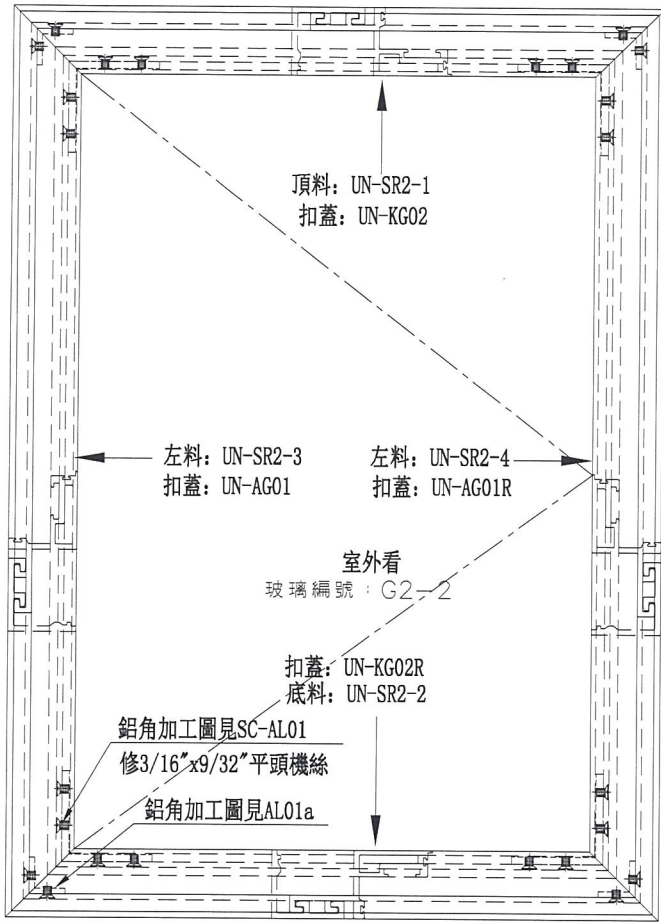 頂料: UN-SR2-1
扣蓋: UN-KG02
左料: UN-SR2-3
扣蓋: UN-AG01
左料: UN-SR2-4
扣蓋: UN-AG01R
室外看
玻璃編號：G2-2
扣蓋: UN-KG02R
底料: UN-SR2-2
鋁角加工圖見SC-AL01
修3/16"x9/32"平頭機絲
鋁角加工圖見AL01a